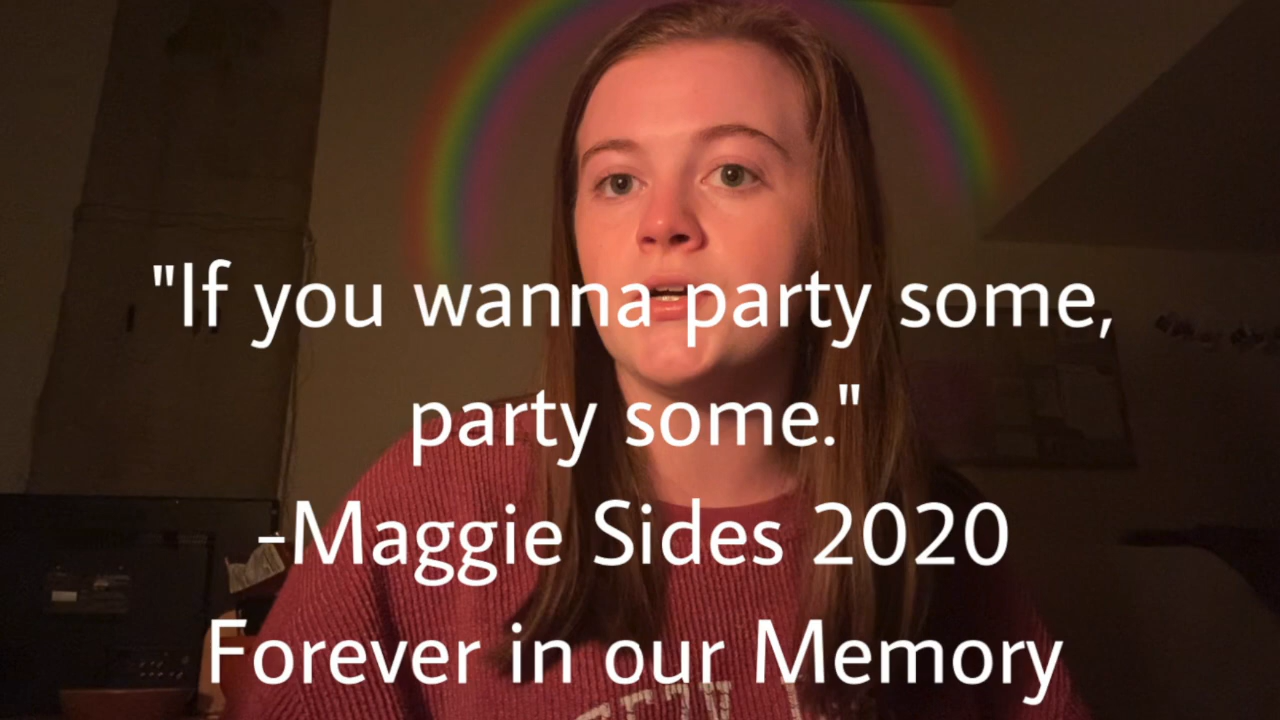 "If you wanna party some,
party some."
-Maggie Sides 2020
Forever in our Memory